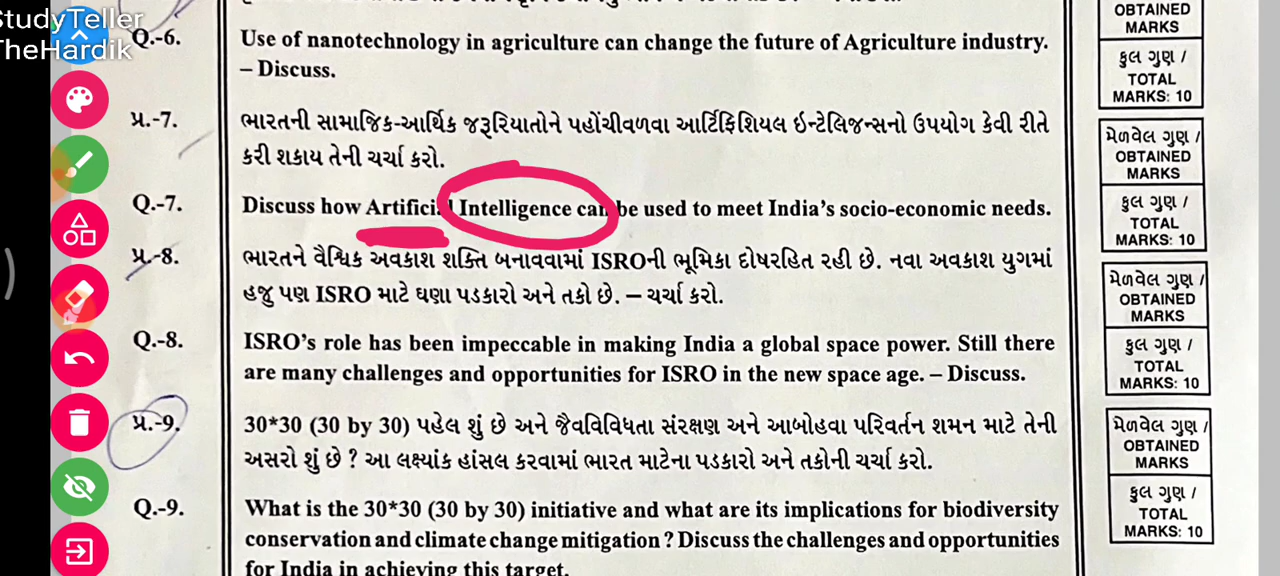 StudyTeller
TheHardik
Q.-6.
Use of nanotechnology in agriculture can change the future of Agriculture industry.
– Discuss.
પ્ર.-7.
ભારતની સામાજિક-આર્થિક જરૂરિયાતોને પહોંચીવળવા આર્ટિફિશિયલ ઇન્ટેલિજન્સનો ઉપયોગ કેવી રીતે
કરી શકાય તેની ચર્ચા કરો.
Q.-7.
Discuss how Artificial Intelligence can be used to meet India's socio-economic needs.
પ્ર.-8.
ભારતને વૈશ્વિક અવકાશ શક્તિ બનાવવામાં ISROની ભૂમિકા દોષરહિત રહી છે. નવા અવકાશ યુગમાં
હજુ પણ ISRO માટે ઘણા પડકારો અને તકો છે. – ચર્ચા કરો.
Q.-8.
ISRO's role has been impeccable in making India a global space power. Still there
are many challenges and opportunities for ISRO in the new space age. – Discuss.
પ્ર.-9.
30*30 (30 by 30) પહેલ શું છે અને જૈવવિવિધતા સંરક્ષણ અને આબોહવા પરિવર્તન શમન માટે તેની
અસરો શું છે ? આ લક્ષ્યાંક હાંસલ કરવામાં ભારત માટેના પડકારો અને તકોની ચર્ચા કરો.
Q.-9.
What is the 30*30 (30 by 30) initiative and what are its implications for biodiversity
conservation and climate change mitigation ? Discuss the challenges and opportunities
for India in achieving this target.
OBTAINED
MARKS
કુલ ગુણ /
TOTAL
MARKS: 10
મેળવેલ ગુણ /
OBTAINED
MARKS
કુલ ગુણ /
TOTAL
MARKS: 10
મેળવેલ ગુણ /
OBTAINED
MARKS
કુલ ગુણ /
TOTAL
MARKS: 10
મેળવેલ ગુણ /
OBTAINED
MARKS
કુલ ગુણ /
TOTAL
MARKS: 10